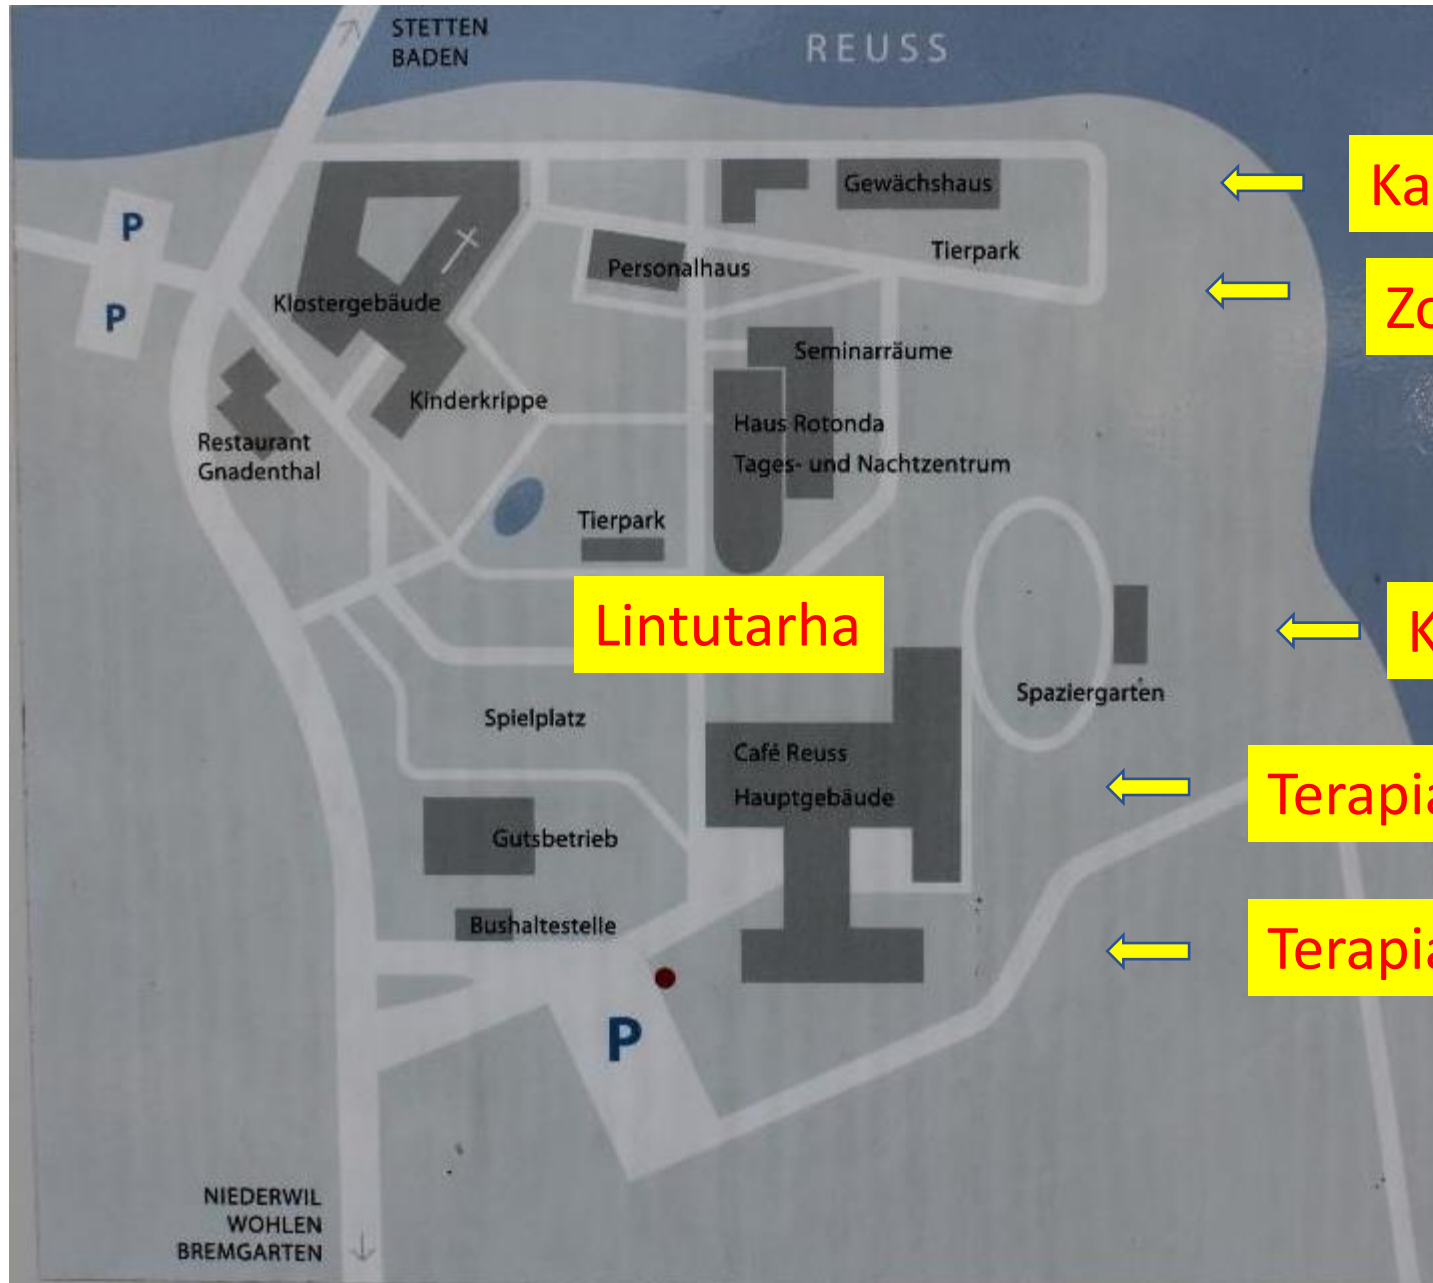 STETTEN
BADEN
REUSS
P
P
Gewächshaus
Ka
Tierpark
Personalhaus
Klostergebäude
Zo
Seminarräume
Kinderkrippe
Haus Rotonda
Restaurant
Gnadenthal
Tages- und Nachtzentrum
Tierpark
Lintutarha
K
Spaziergarten
Spielplatz
Café Reuss
Hauptgebäude
Terapia
Gutsbetrieb
Bushaltestelle
Terapia
P
NIEDERWIL
WOHLEN
BREMGARTEN